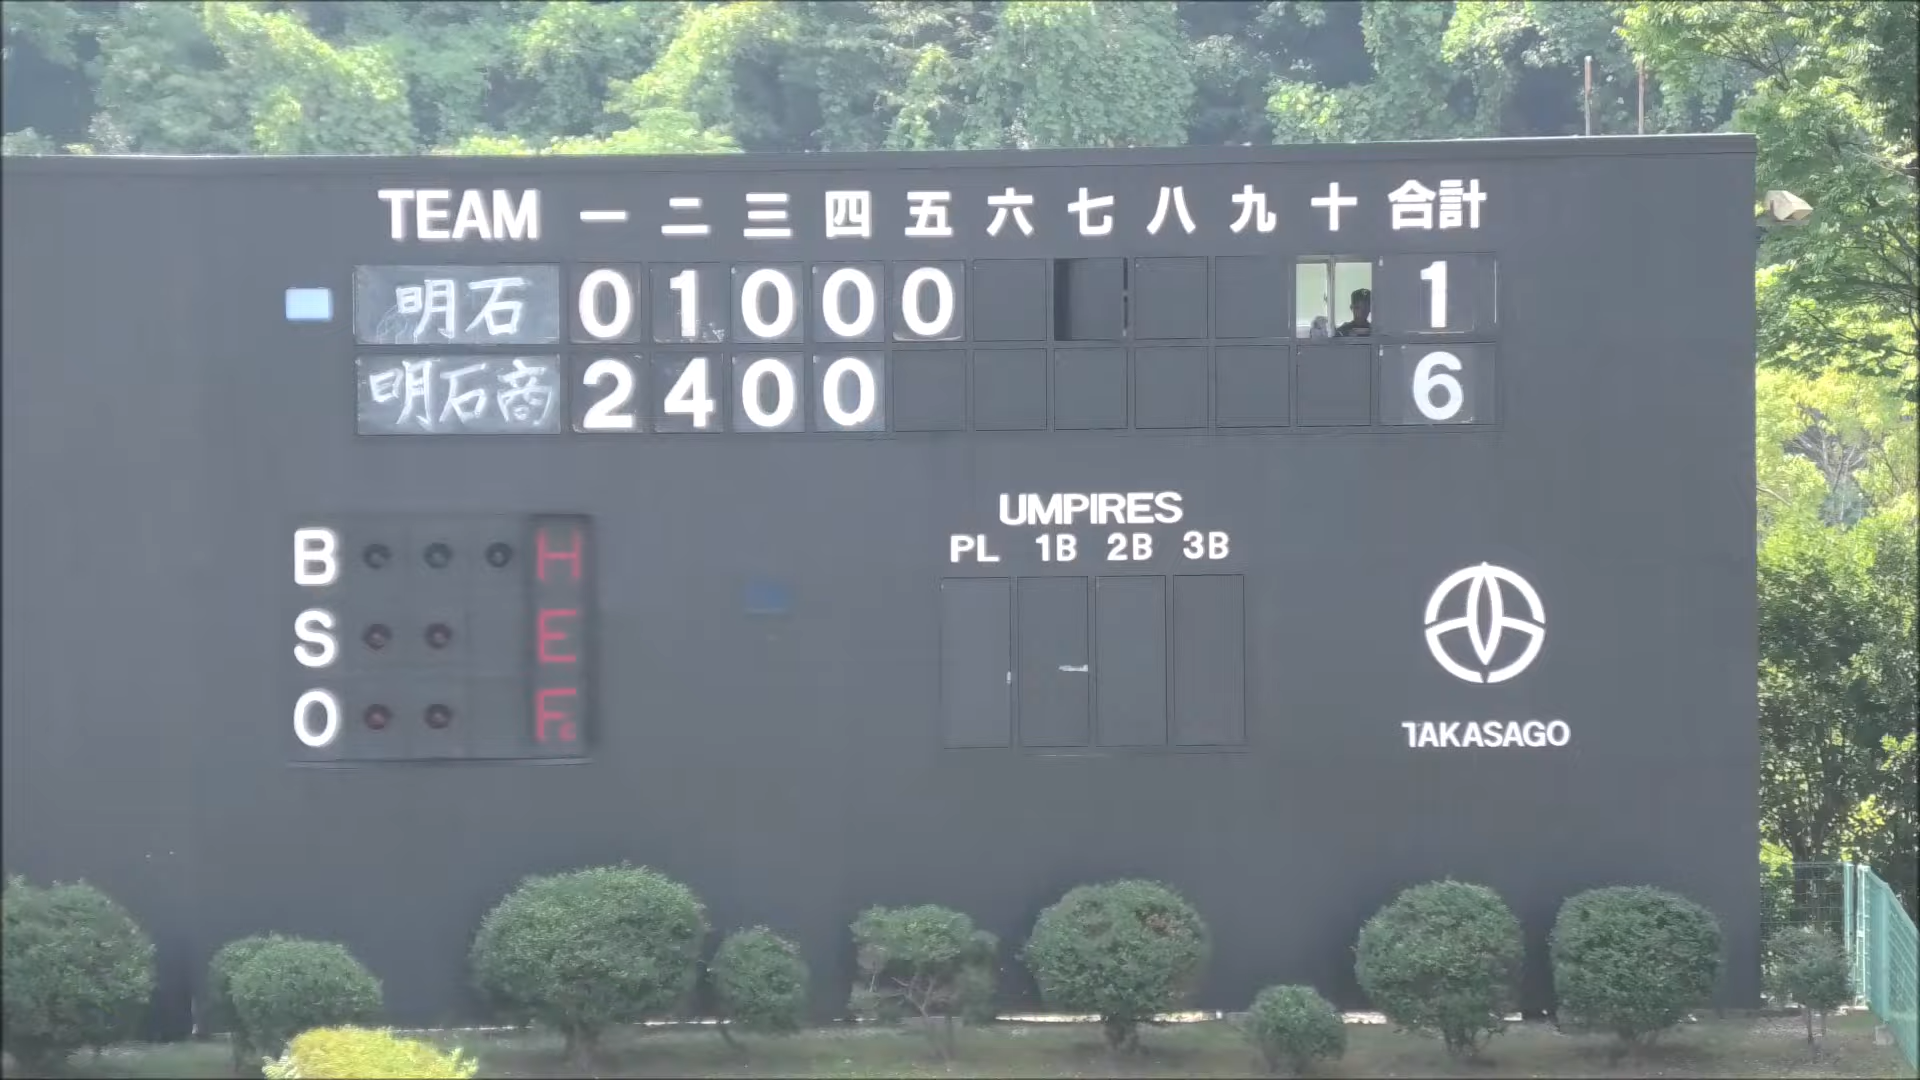 TEAM 一 二 三 四 五 六 七 八 九 十 合計
明石 0 1 0 0 0 1
明石商 2 4 0 0 6
UMPIRES
PL 1B 2B 3B
B H
S E
O F
TAKASAGO